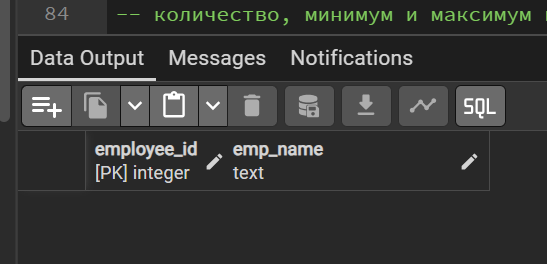 84 -- количество, минимум и максимум
Data Output Messages Notifications
SQL
employee_id emp_name
[PK] integer text